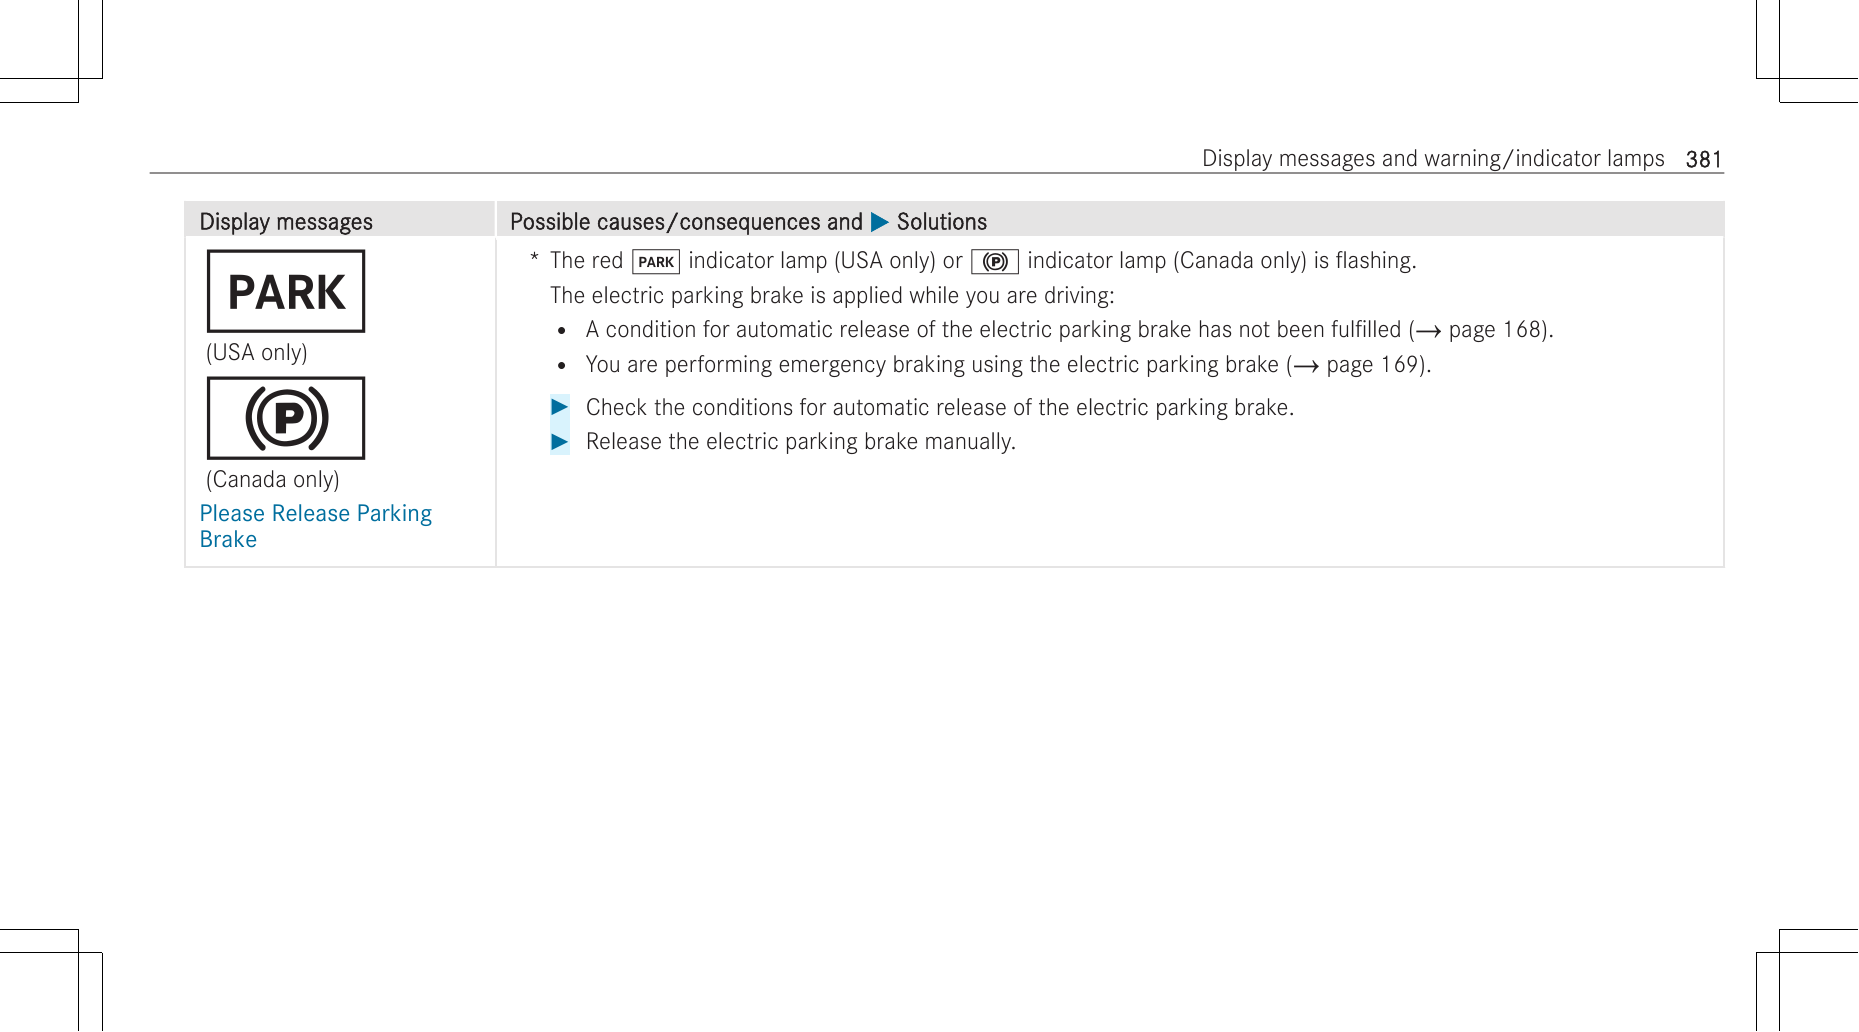 Display messages and warning/indicator lamps 381
Display messages
Possible causes/consequences and ▶ Solutions
PARK
(USA only)
P
(Canada only)
Please Release Parking
Brake
* The red PARK indicator lamp (USA only) or P indicator lamp (Canada only) is flashing.
The electric parking brake is applied while you are driving:
• A condition for automatic release of the electric parking brake has not been fulfilled (→ page 168).
• You are performing emergency braking using the electric parking brake (→ page 169).
▶ Check the conditions for automatic release of the electric parking brake.
▶ Release the electric parking brake manually.